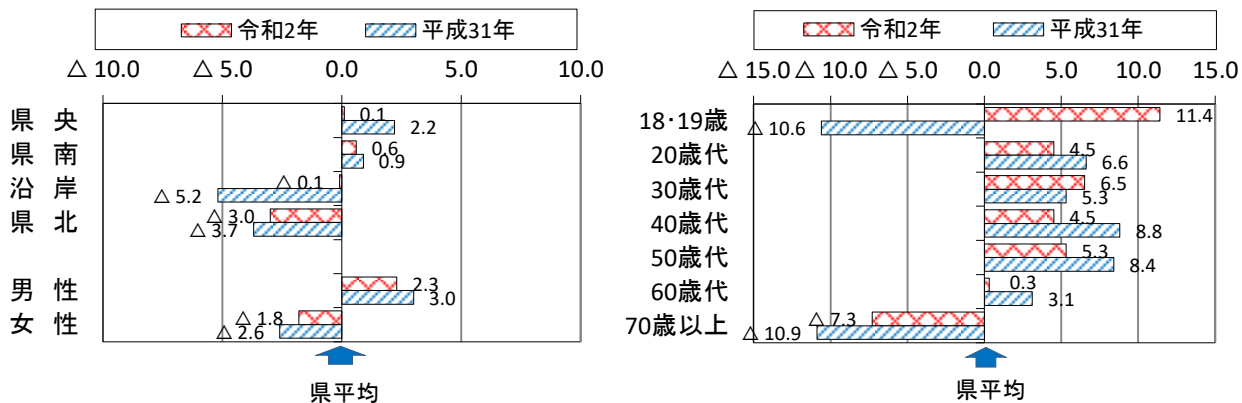 令和2年 平成31年
△ 10.0 △ 5.0 0.0 5.0 10.0
県 央 0.1
2.2
県 南 0.6
0.9
沿 岸 △ 0.1
△ 5.2
県 北 △ 3.0
△ 3.7
男 性 2.3
3.0
女 性 △ 1.8
△ 2.6
県平均
令和2年 平成31年
△ 15.0 △ 10.0 △ 5.0 0.0 5.0 10.0 15.0
18･19歳 11.4
△ 10.6
20歳代 4.5
6.6
30歳代 6.5
5.3
40歳代 4.5
8.8
50歳代 5.3
8.4
60歳代 0.3
3.1
70歳以上 △ 7.3
△ 10.9
県平均